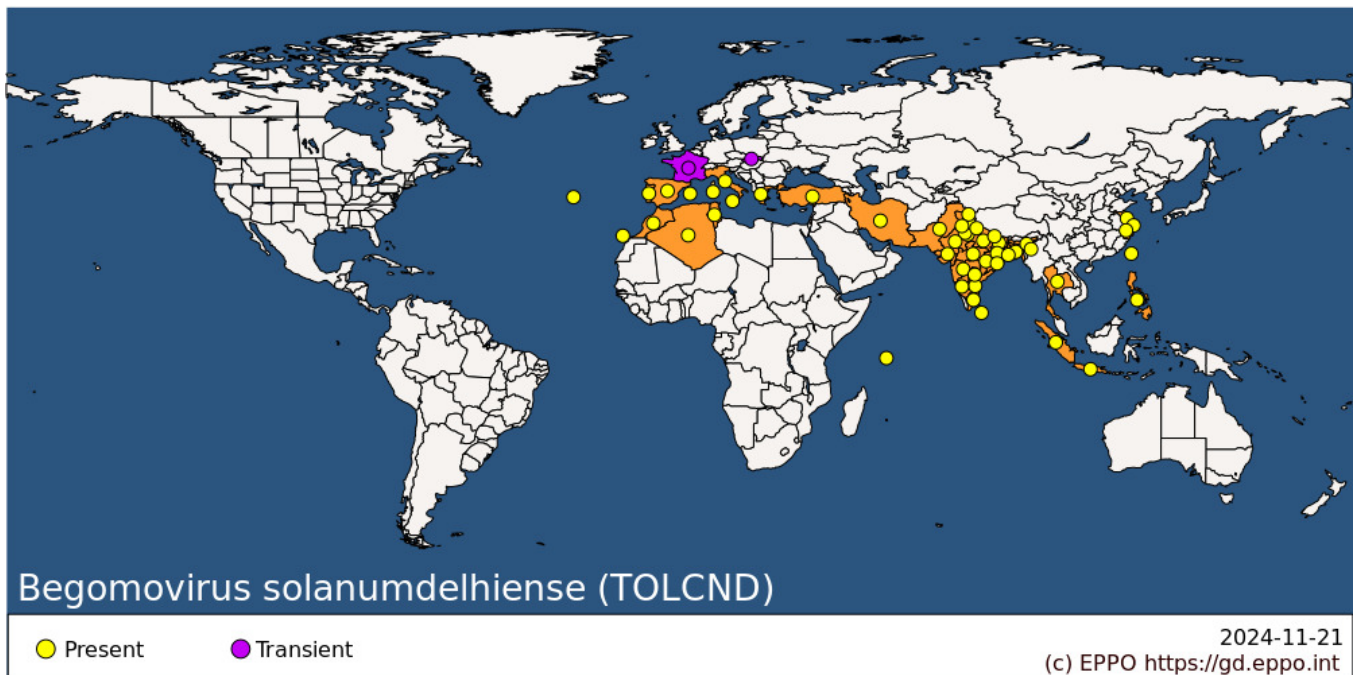 Begomovirus solanumdelhiense (TOLCND)
Present
Transient
2024-11-21
(c) EPPO https://gd.eppo.int